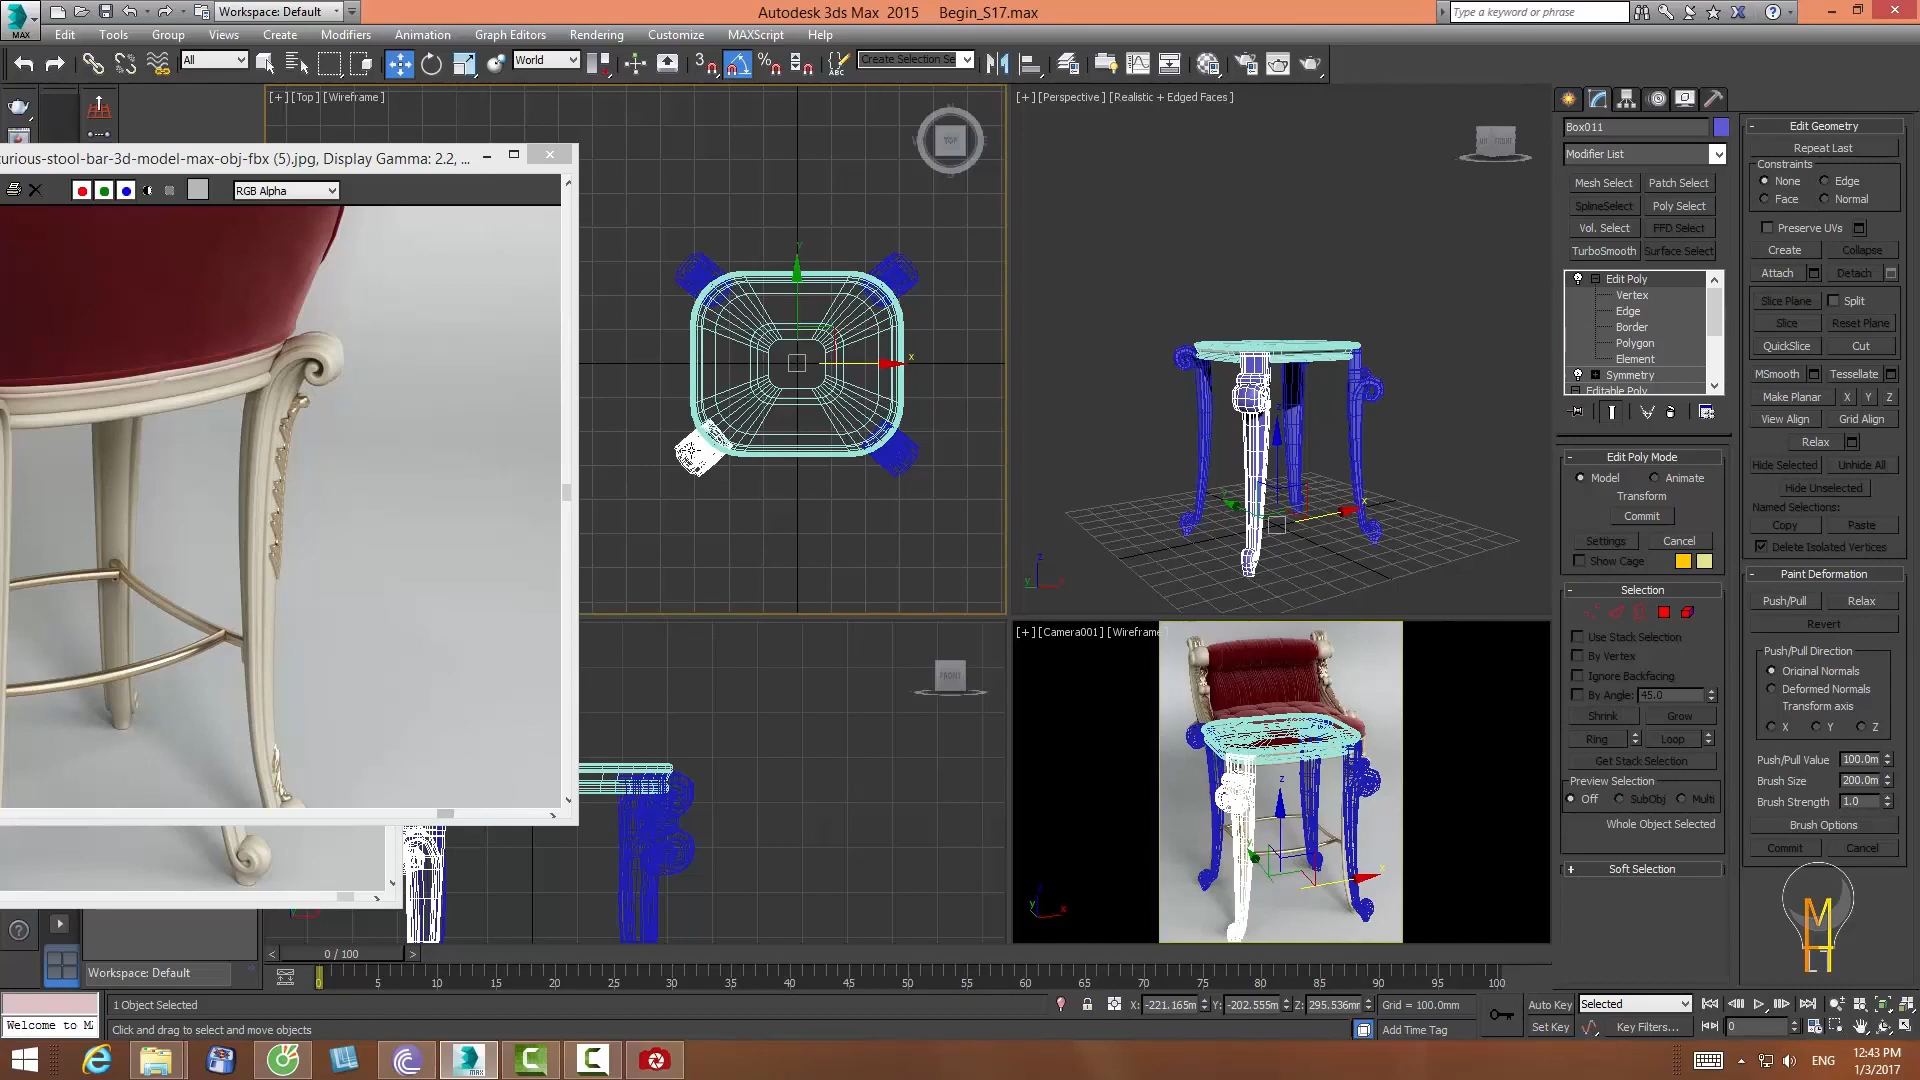 Workspace: Default
Autodesk 3ds Max  2015    Begin_S17.max
Type a keyword or phrase
MAX
Edit Tools Group Views Create Modifiers Animation Graph Editors Rendering Customize MAXScript Help
All
World
Create Selection Se
3
ABC
[+] [Top] [Wireframe]
TOP
[+] [Perspective] [Realistic + Edged Faces]
urious-stool-bar-3d-model-max-obj-fbx (5).jpg, Display Gamma: 2.2, ...
RGB Alpha
[+] [Camera001] [Wireframe
FRONT
Box011
Modifier List
Mesh Select Patch Select
SplineSelect Poly Select
Vol. Select FFD Select
TurboSmooth Surface Select
Edit Poly
Vertex
Edge
Border
Polygon
Element
Symmetry
Editable Poly
Edit Poly Mode
Model Animate
Transform
Commit
Settings Cancel
Show Cage
Selection
Use Stack Selection
By Vertex
Ignore Backfacing
By Angle: 45.0
Shrink Grow
Ring Loop
Get Stack Selection
Preview Selection
Off SubObj Multi
Whole Object Selected
Soft Selection
Edit Geometry
Repeat Last
Constraints
None Edge
Face Normal
Preserve UVs
Create Collapse
Attach Detach
Slice Plane Split
Slice Reset Plane
QuickSlice Cut
MSmooth Tessellate
Make Planar X Y Z
View Align Grid Align
Relax
Hide Selected Unhide All
Hide Unselected
Named Selections:
Copy Paste
Delete Isolated Vertices
Paint Deformation
Push/Pull Relax
Revert
Push/Pull Direction
Original Normals
Deformed Normals
Transform axis
X Y Z
Push/Pull Value 100.0m
Brush Size 200.0m
Brush Strength 1.0
Brush Options
Commit Cancel
0 / 100
Workspace: Default
0 5 10 15 20 25 30 35 40 45 50 55 60 65 70 75 80 85 90 95 100
1 Object Selected
X: -221.165m Y: -202.555m Z: 295.536mr Grid = 100.0mm
Auto Key Selected
Welcome to MA
Click and drag to select and move objects
Add Time Tag
Set Key Key Filters... 0
ENG
12:43 PM
1/3/2017